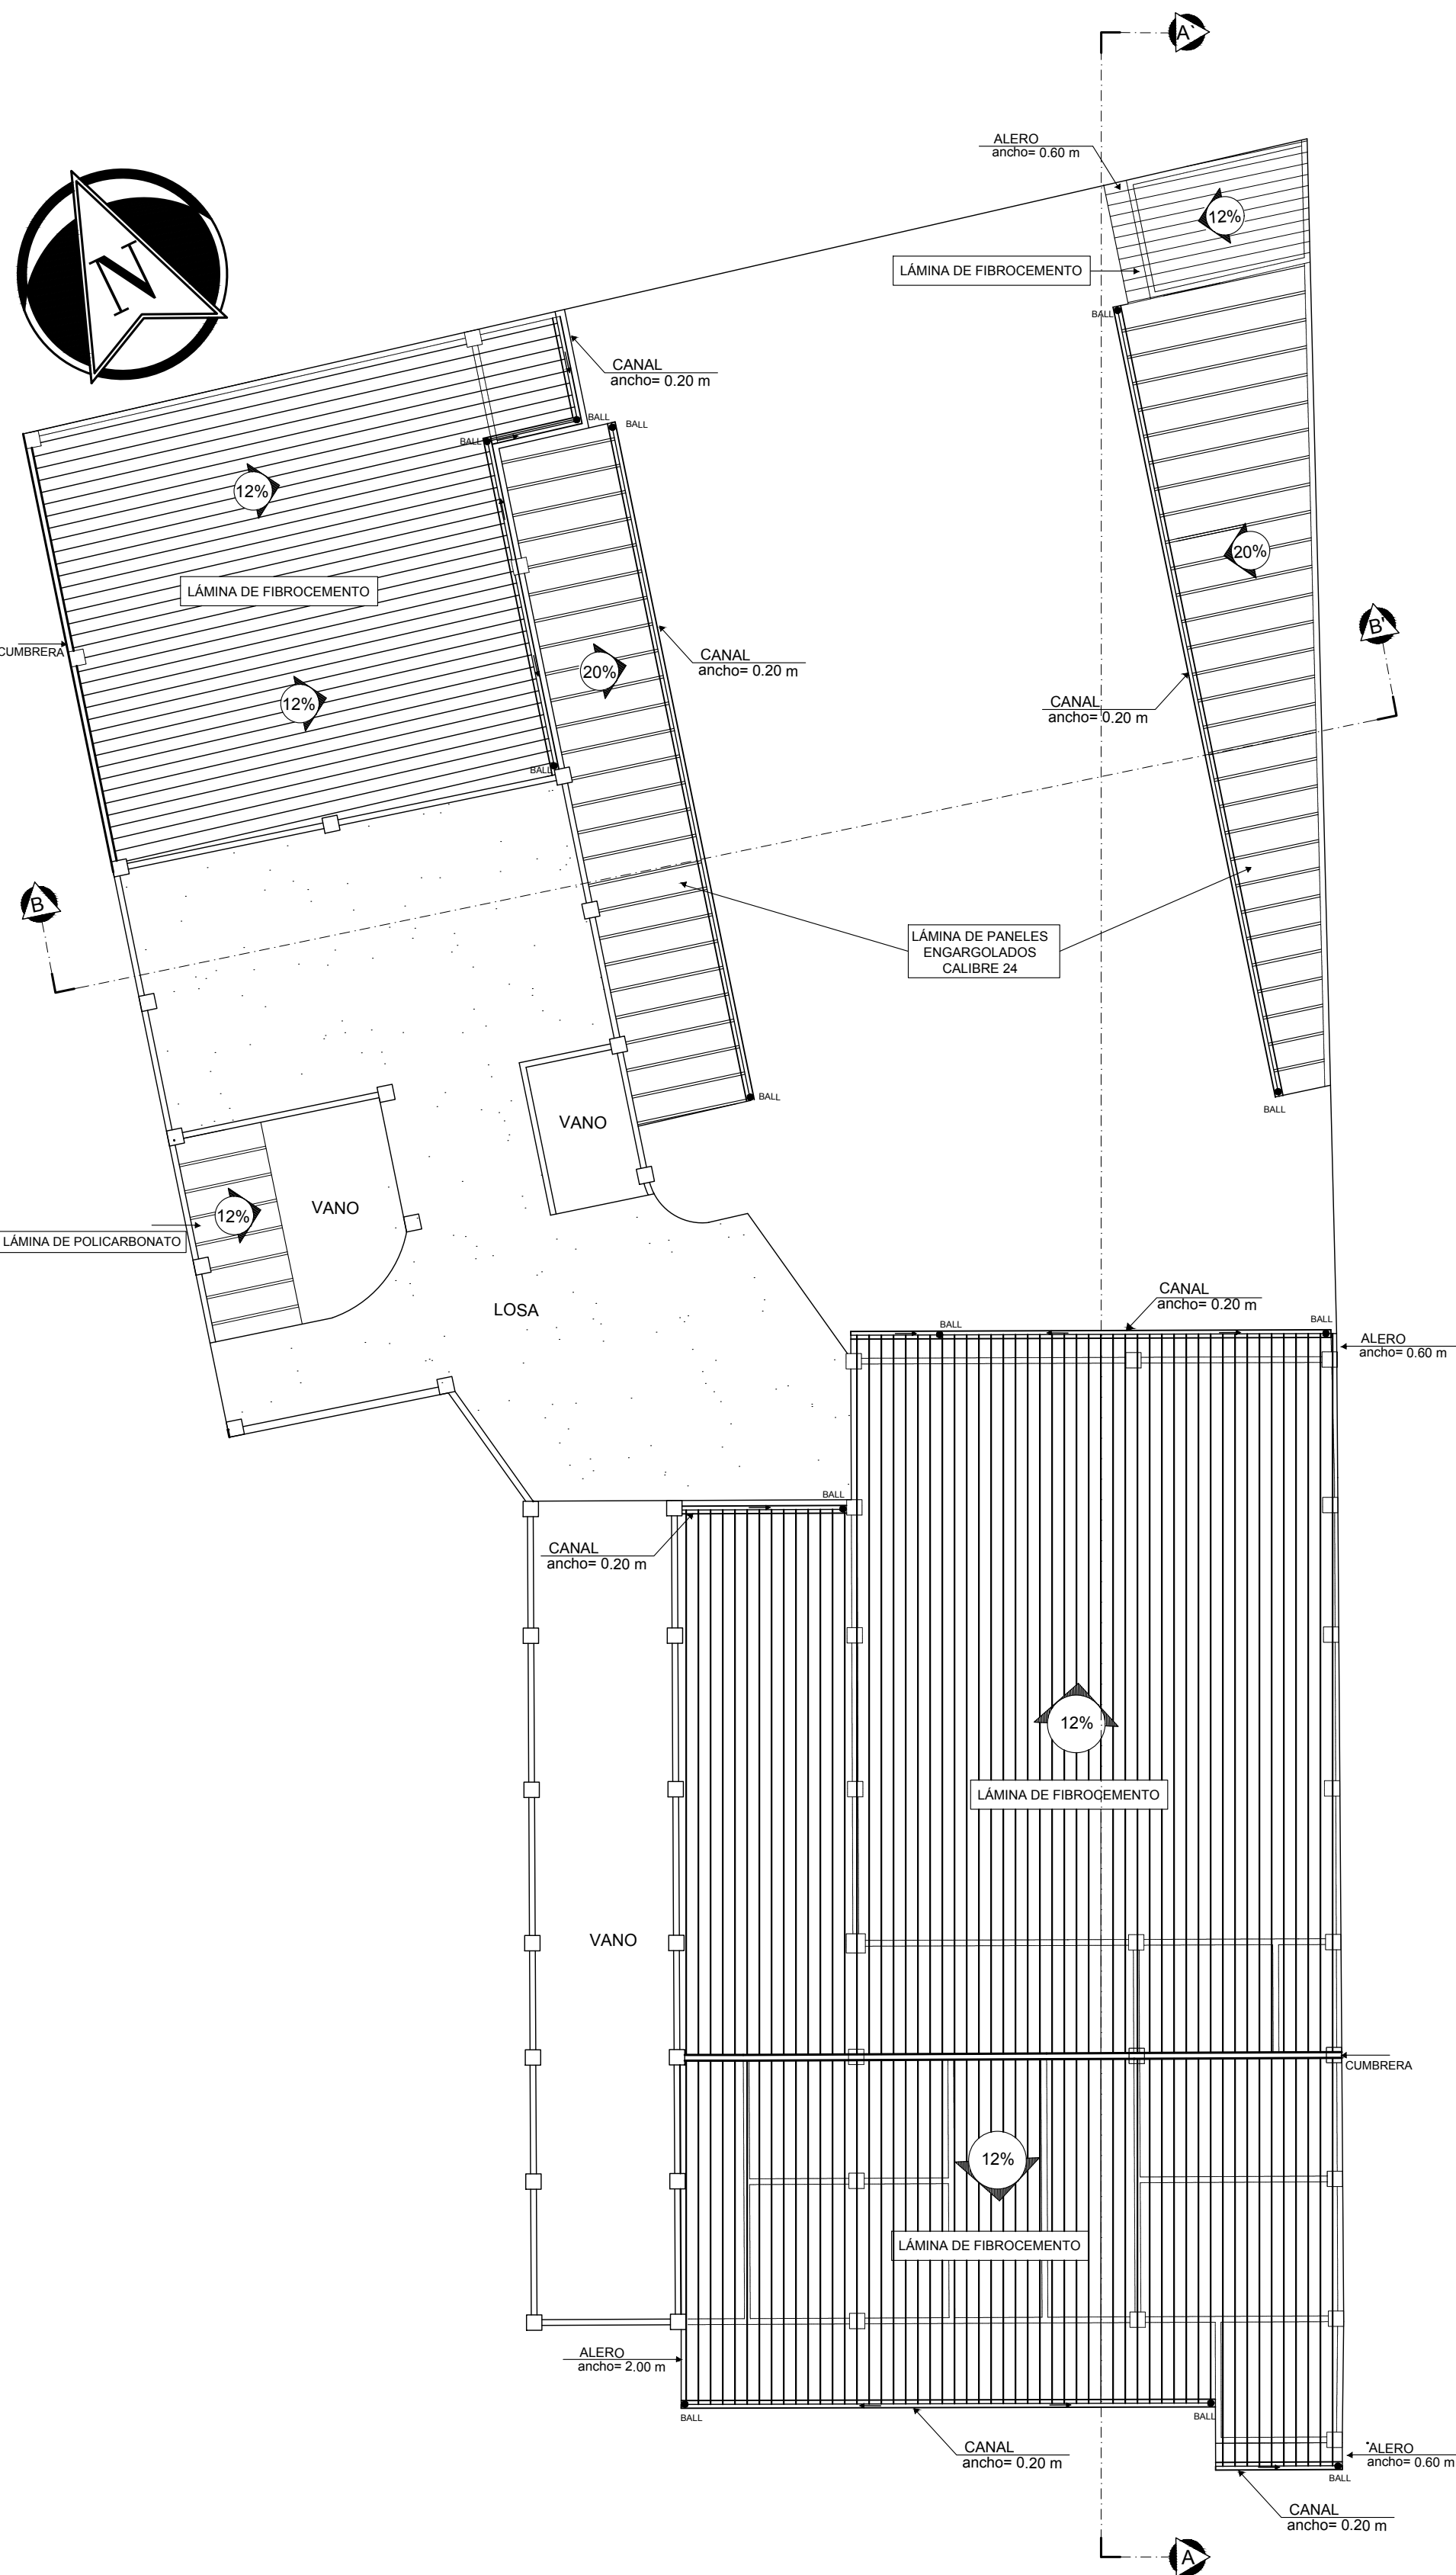 A`
ALERO
ancho= 0.60 m
12%
LÁMINA DE FIBROCEMENTO
N
BALL
CANAL
ancho= 0.20 m
BALL
BALL
BALL
12%
20%
LÁMINA DE FIBROCEMENTO
B'
CUMBRERA
CANAL
ancho= 0.20 m
20%
12%
CANAL
ancho= 0.20 m
BALL
B
LÁMINA DE PANELES
ENGARGOLADOS
CALIBRE 24
BALL
BALL
VANO
VANO
12%
LÁMINA DE POLICARBONATO
LOSA
CANAL
ancho= 0.20 m
BALL
BALL
ALERO
ancho= 0.60 m
BALL
CANAL
ancho= 0.20 m
12%
LÁMINA DE FIBROCEMENTO
VANO
CUMBRERA
12%
LÁMINA DE FIBROCEMENTO
ALERO
ancho= 2.00 m
BALL
BALL
CANAL
ancho= 0.20 m
ALERO
ancho= 0.60 m
BALL
CANAL
ancho= 0.20 m
A